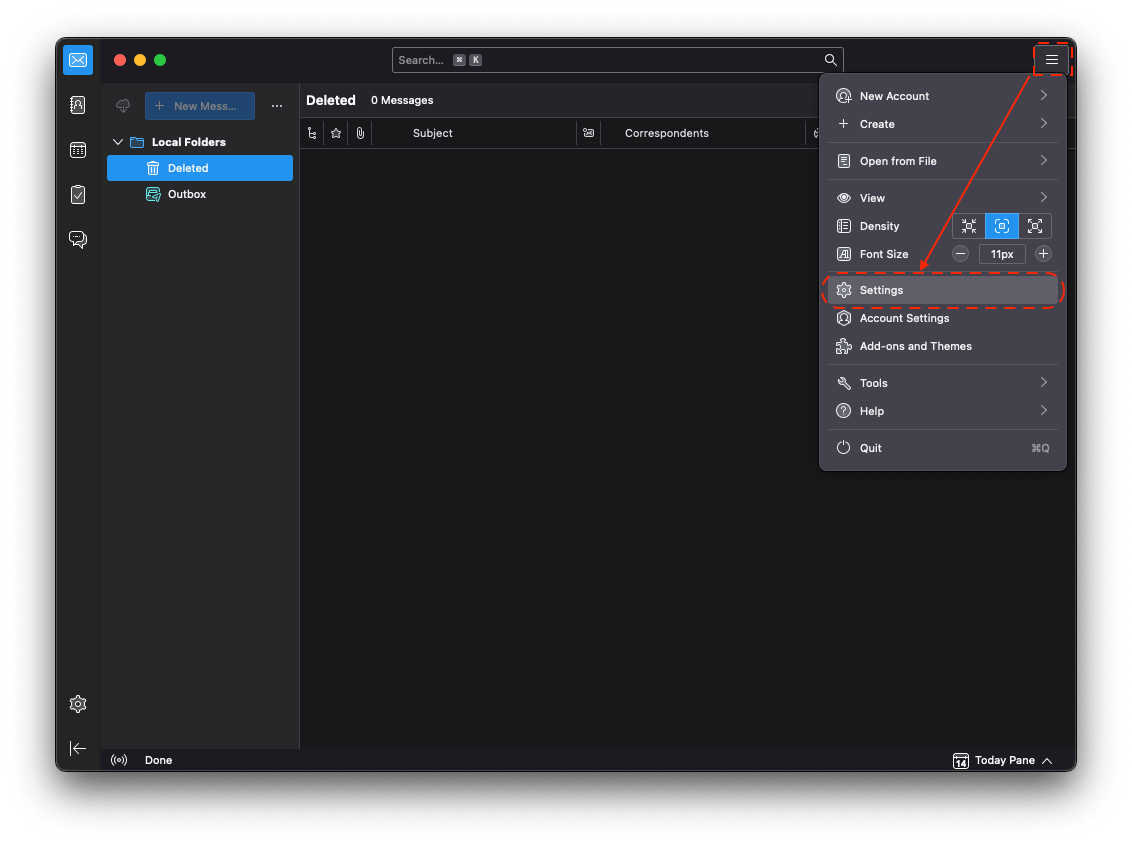 Search... ⌘ K
+ New Mess... ...
Deleted 0 Messages
Local Folders
Deleted
Outbox
Subject
Correspondents
New Account
Create
Open from File
View
Density
Font Size
11px
Settings
Account Settings
Add-ons and Themes
Tools
Help
Quit ⌘Q
Done
14 Today Pane